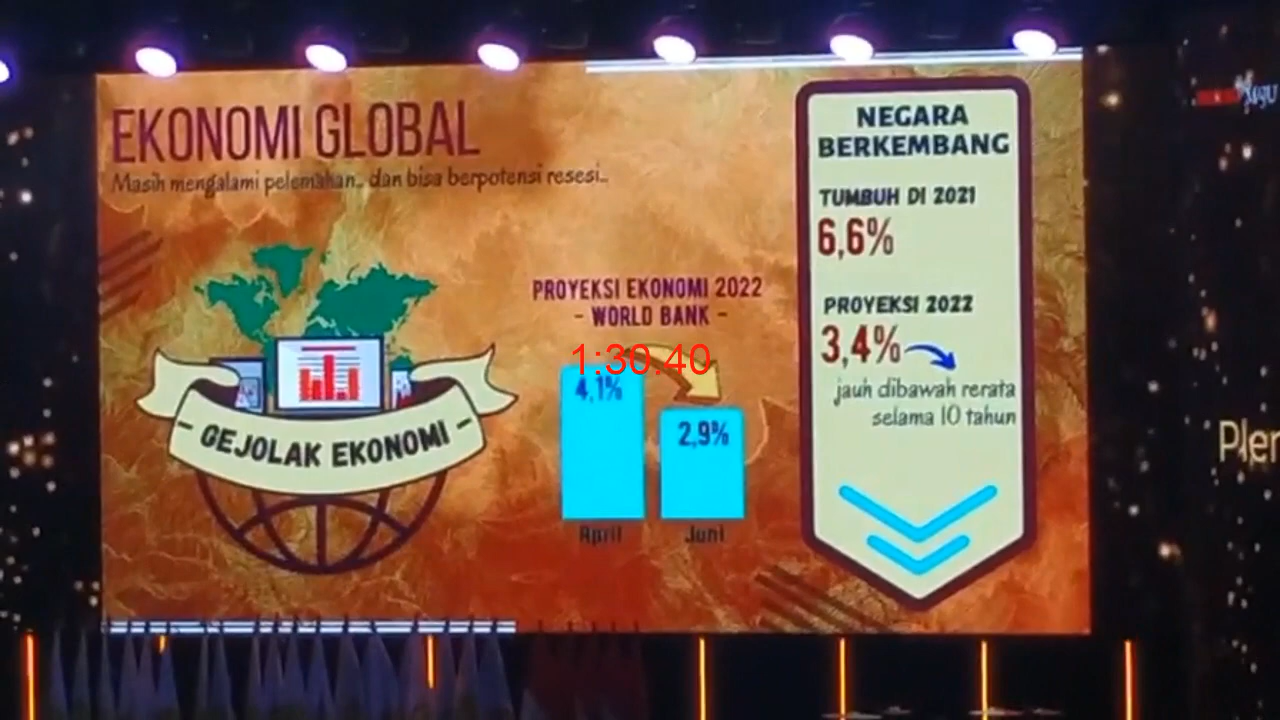 EKONOMI GLOBAL
Masih mengalami pelemahan.. dan bisa berpotensi resesi..
GEJOLAK EKONOMI
PROYEKSI EKONOMI 2022
- WORLD BANK -
1:30.40
4,1%
2,9%
April
Juni
NEGARA
BERKEMBANG
TUMBUH DI 2021
6,6%
PROYEKSI 2022
3,4%
jauh dibawah rerata
selama 10 tahun